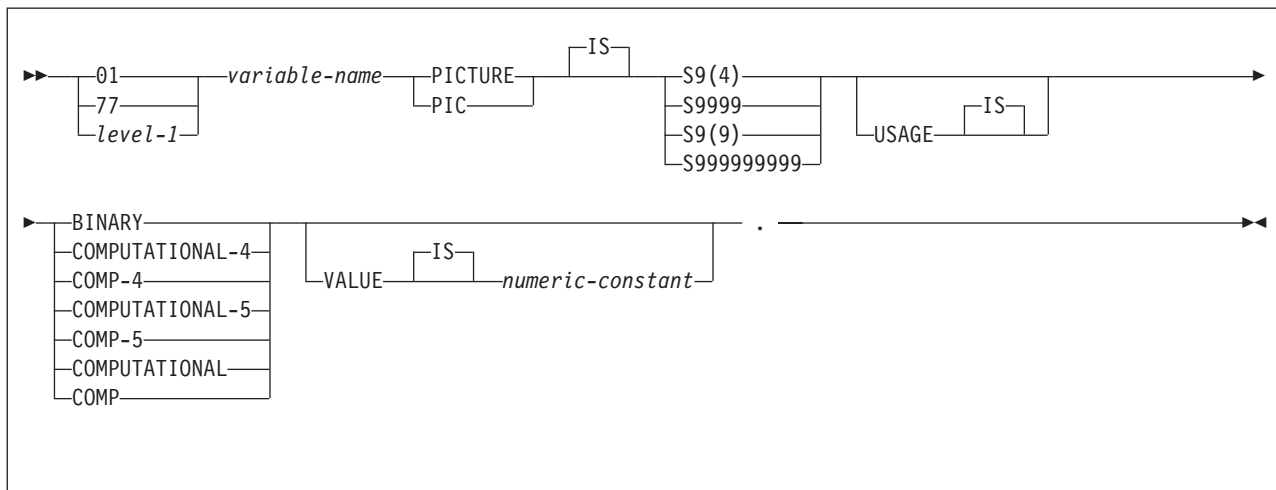 IS
01 variable-name PICTURE S9(4)
77 PIC S9999 IS
level-1 S9(9) USAGE
S999999999
BINARY .
COMPUTATIONAL-4 IS
COMP-4 VALUE numeric-constant
COMPUTATIONAL-5
COMP-5
COMPUTATIONAL
COMP